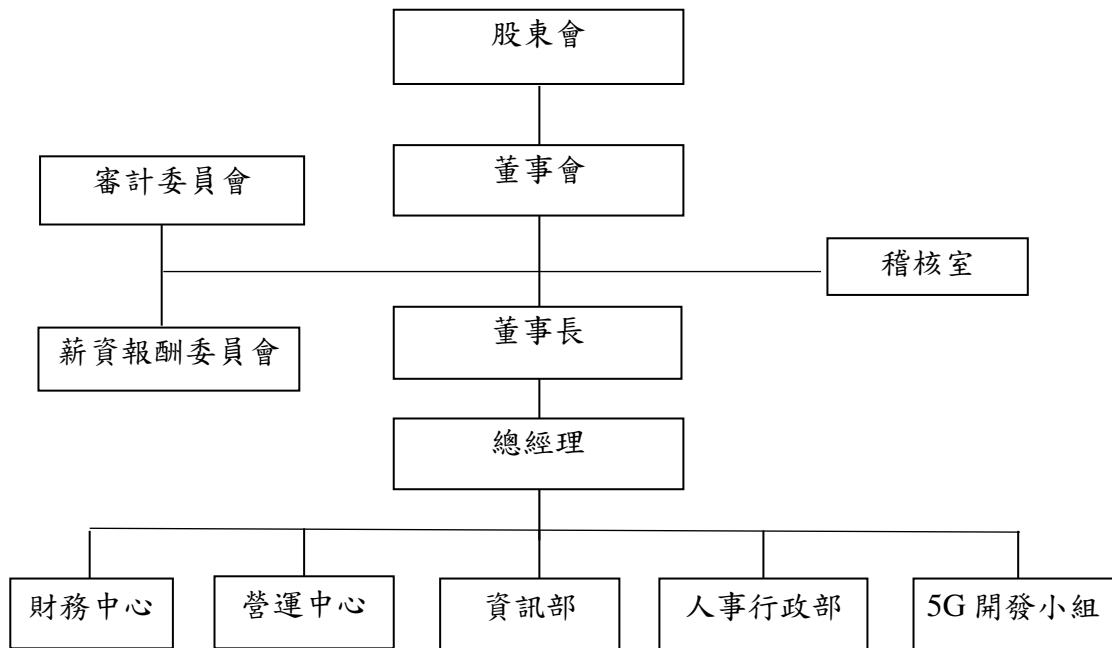 股東會
董事會
審計委員會
稽核室
董事長
薪資報酬委員會
總經理
財務中心
營運中心
資訊部
人事行政部
5G 開發小組